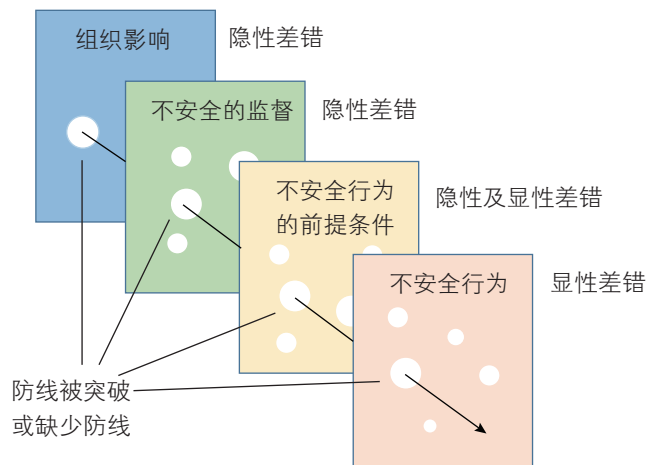 组织影响
隐性差错
不安全的监督
隐性差错
不安全行为
的前提条件
隐性及显性差错
不安全行为
显性差错
防线被突破
或缺少防线